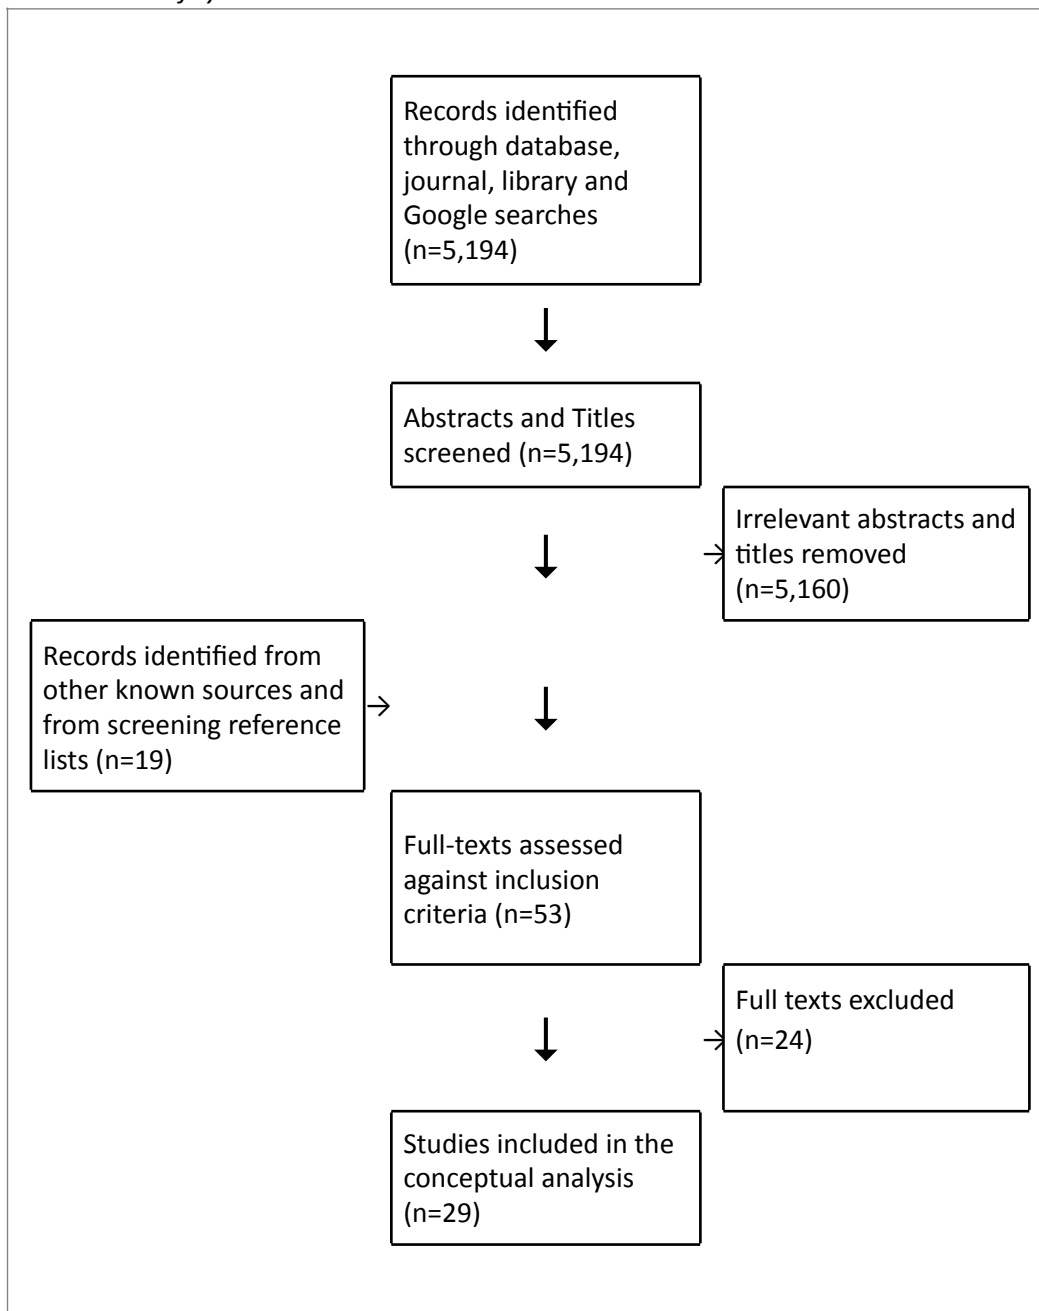 Records identified
through database,
journal, library and
Google searches
(n=5,194)
Abstracts and Titles
screened (n=5,194)
Irrelevant abstracts and
titles removed
(n=5,160)
Records identified from
other known sources and
from screening reference
lists (n=19)
Full-texts assessed
against inclusion
criteria (n=53)
Full texts excluded
(n=24)
Studies included in the
conceptual analysis
(n=29)